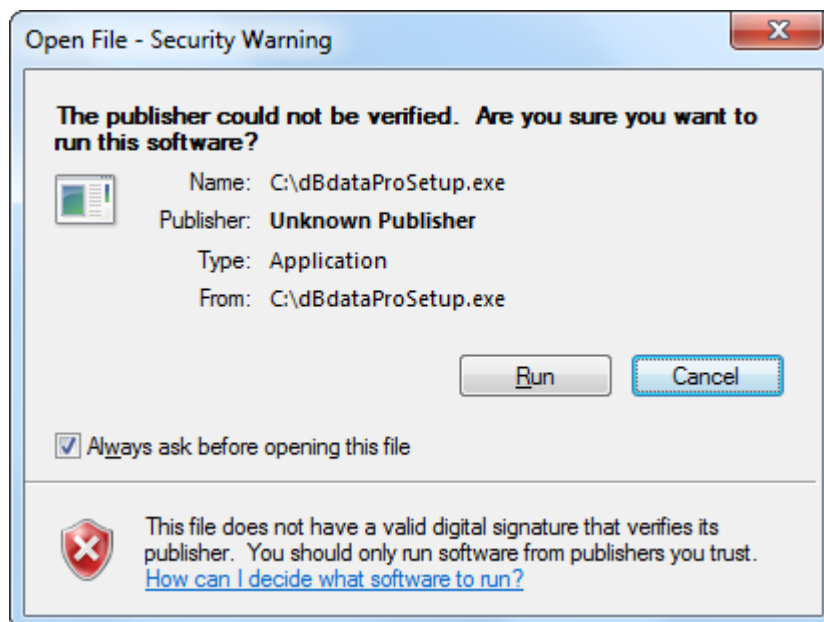 Open File - Security Warning
The publisher could not be verified. Are you sure you want to
run this software?
Name: C:\dBdataProSetup.exe
Publisher: Unknown Publisher
Type: Application
From: C:\dBdataProSetup.exe
Run Cancel
Always ask before opening this file
This file does not have a valid digital signature that verifies its
publisher. You should only run software from publishers you trust.
How can I decide what software to run?